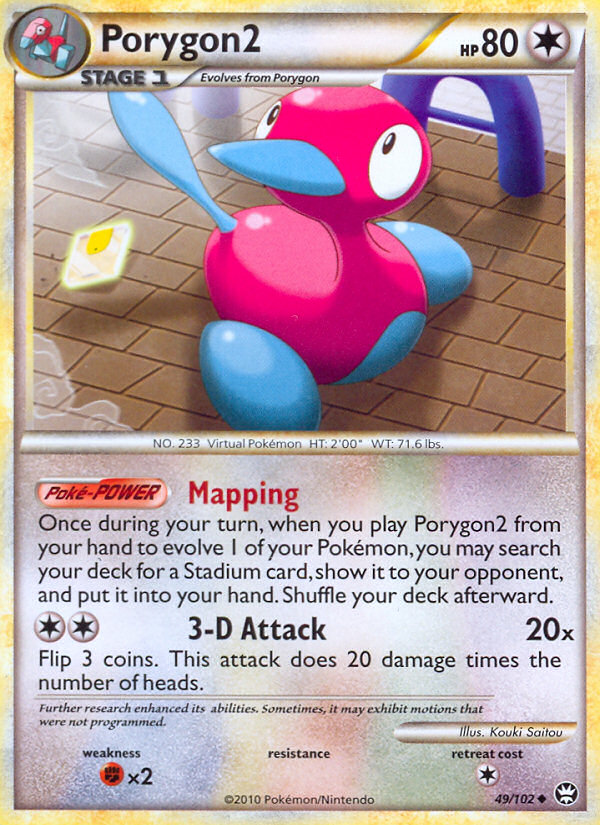 Porygon2 HP 80
STAGE 1 Evolves from Porygon
NO. 233 Virtual Pokémon HT: 2'00" WT: 71.6 lbs.
Poké-POWER Mapping
Once during your turn, when you play Porygon2 from
your hand to evolve 1 of your Pokémon, you may search
your deck for a Stadium card, show it to your opponent,
and put it into your hand. Shuffle your deck afterward.
3-D Attack 20x
Flip 3 coins. This attack does 20 damage times the
number of heads.
Further research enhanced its abilities. Sometimes, it may exhibit motions that
were not programmed.
Illus. Kouki Saitou
weakness resistance retreat cost
×2
©2010 Pokémon/Nintendo 49/102